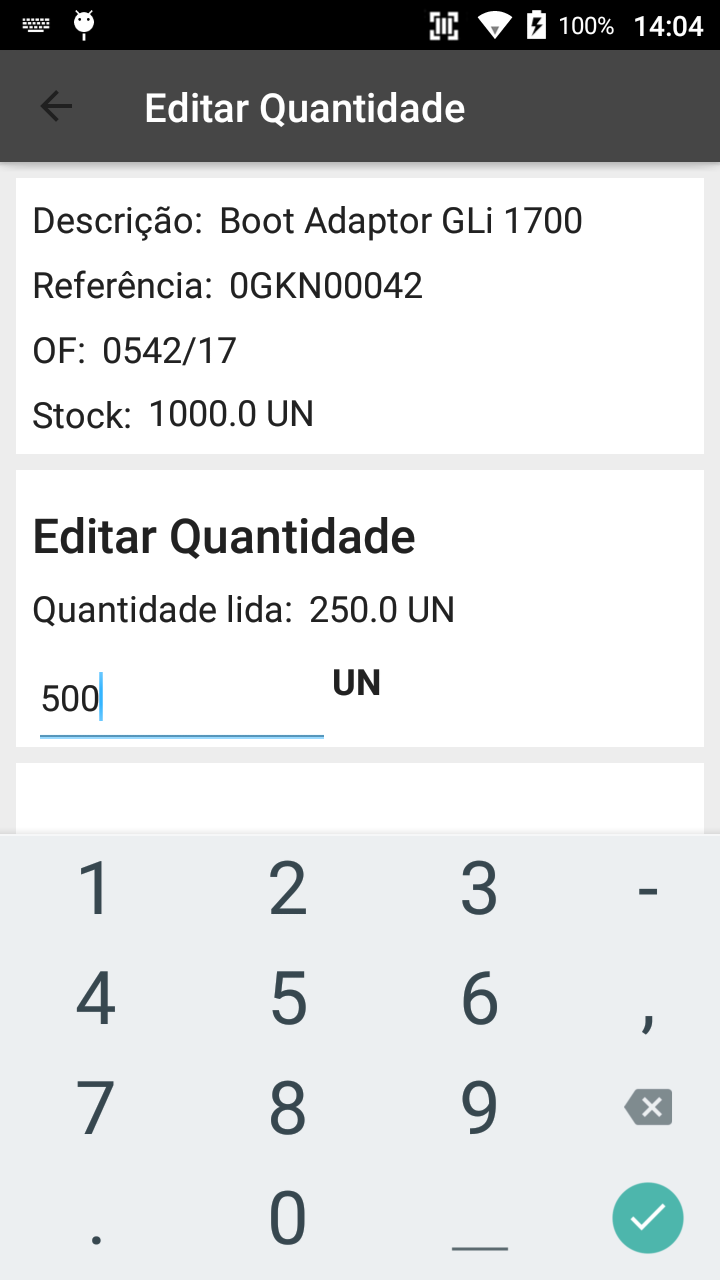 100% 14:04
Editar Quantidade
Descrição: Boot Adaptor GLi 1700
Referência: 0GKN00042
OF: 0542/17
Stock: 1000.0 UN
Editar Quantidade
Quantidade lida: 250.0 UN
500 UN
1 2 3 -
4 5 6 ,
7 8 9
. 0 _